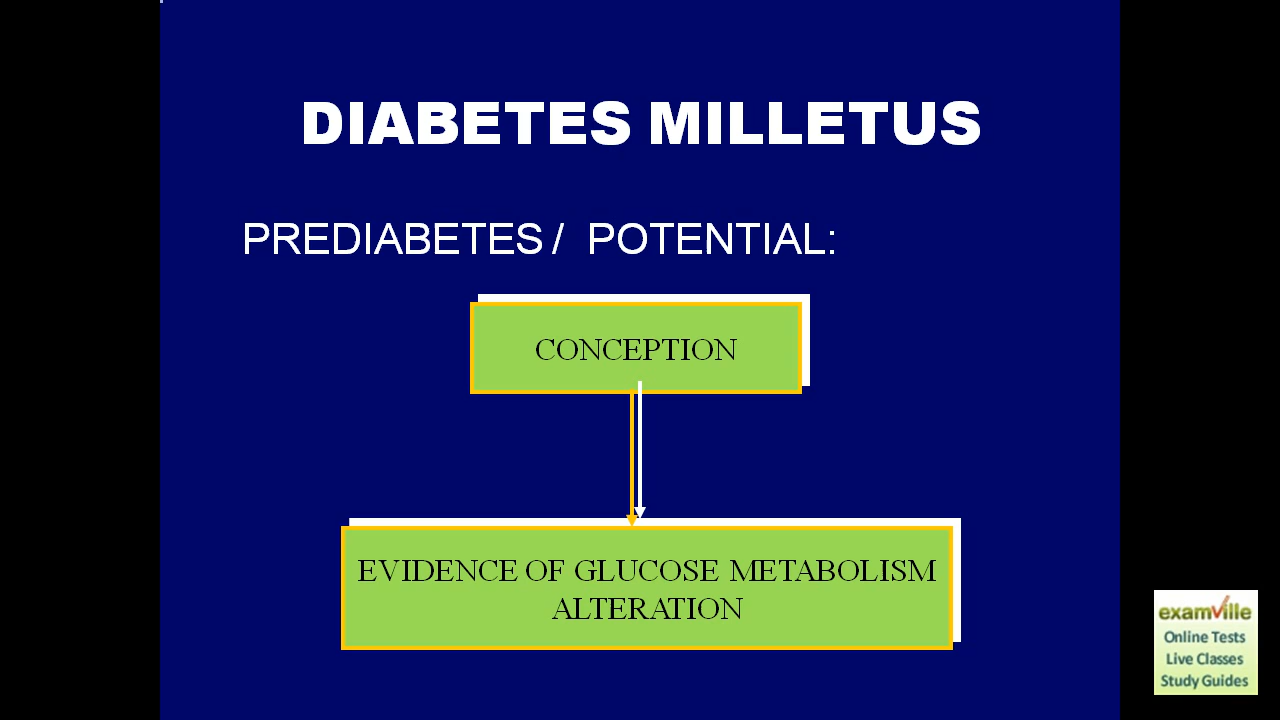 DIABETES MILLETUS
PREDIABETES / POTENTIAL:
CONCEPTION
EVIDENCE OF GLUCOSE METABOLISM
ALTERATION
examville
Online Tests
Live Classes
Study Guides